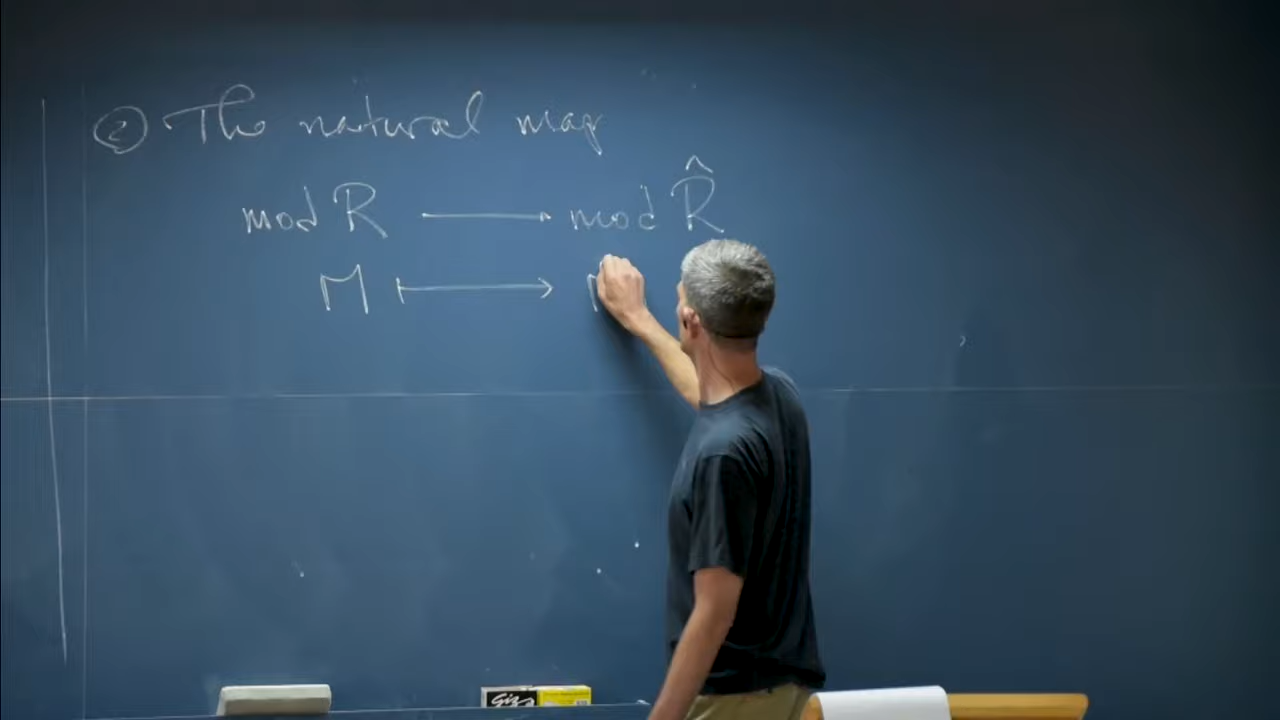 ② The natural map
mod R ⟶ mod R̂
M ⟼